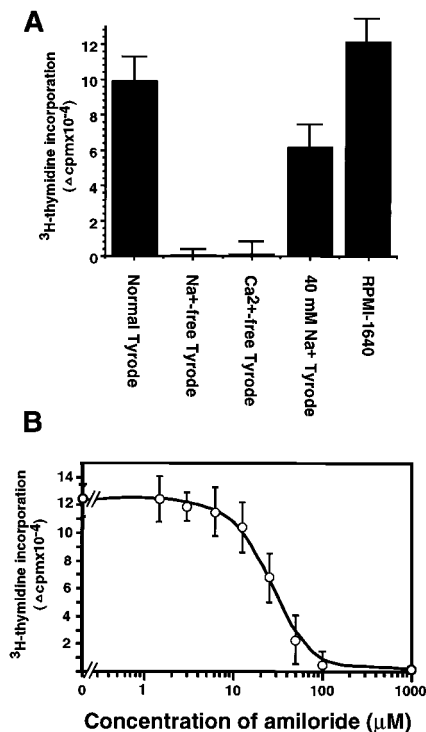 A
³H-thymidine incorporation
(△cpmx10⁻⁴)
12
10
8
6
4
2
0
Normal Tyrode
Na⁺-free Tyrode
Ca²⁺-free Tyrode
40 mM Na⁺ Tyrode
RPMI-1640
B
³H-thymidine incorporation
(△cpmx10⁻⁴)
14
12
10
8
6
4
2
0 1 10 100 1000
Concentration of amiloride (μM)